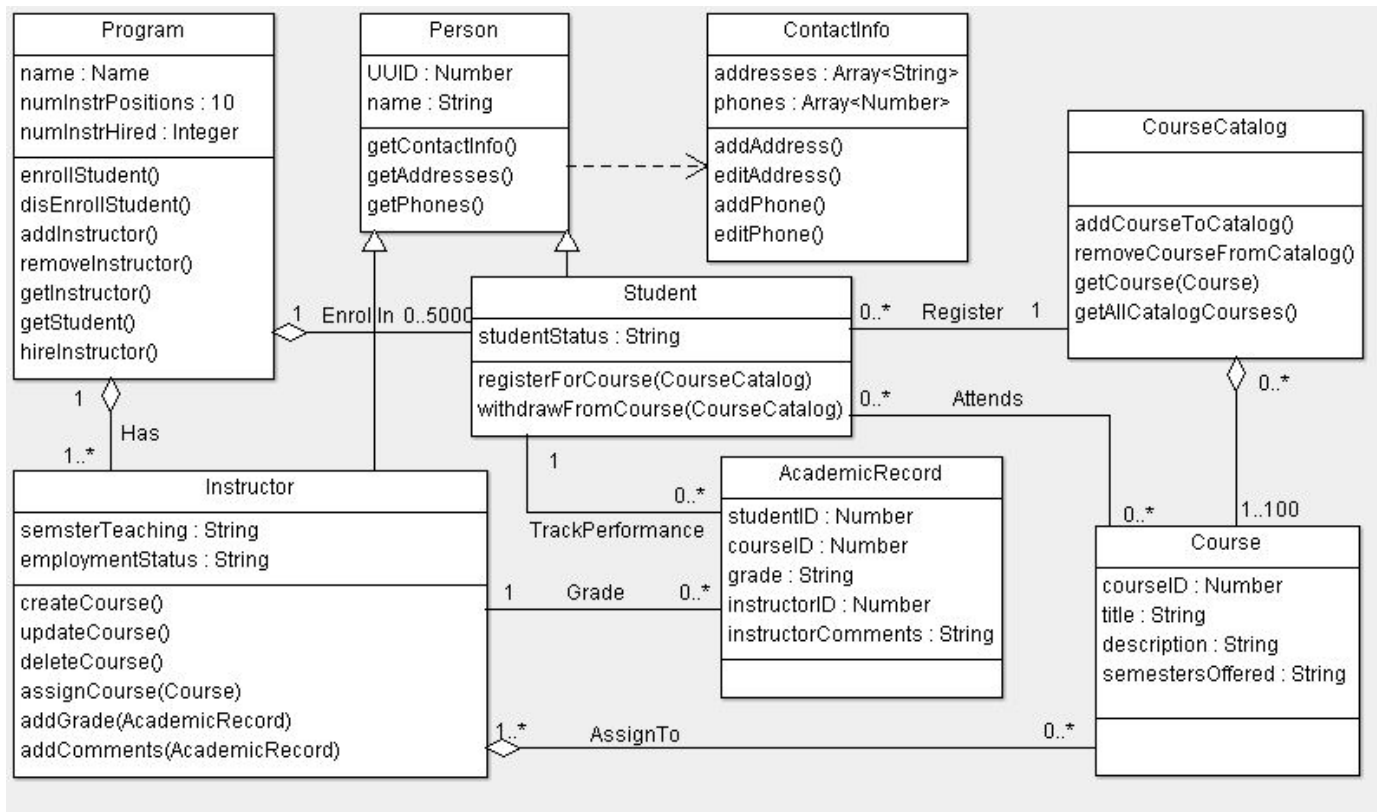 Program
name : Name
numInstrPositions : 10
numInstrHired : Integer
enrollStudent()
disEnrollStudent()
addInstructor()
removeInstructor()
getInstructor()
getStudent()
hireInstructor()
Person
UUID : Number
name : String
getContactInfo()
getAddresses()
getPhones()
ContactInfo
addresses : Array<String>
phones : Array<Number>
addAddress()
editAddress()
addPhone()
editPhone()
CourseCatalog
addCourseToCatalog()
removeCourseFromCatalog()
getCourse(Course)
getAllCatalogCourses()
1 EnrollIn 0..5000
Student
studentStatus : String
registerForCourse(CourseCatalog)
withdrawFromCourse(CourseCatalog)
0..* Register 1
0..* Attends
0..*
0..*
1..100
1
Has
1..*
1
0..*
TrackPerformance
Instructor
semsterTeaching : String
employmentStatus : String
createCourse()
updateCourse()
deleteCourse()
assignCourse(Course)
addGrade(AcademicRecord)
addComments(AcademicRecord)
1 Grade 0..*
AcademicRecord
studentID : Number
courseID : Number
grade : String
instructorID : Number
instructorComments : String
Course
courseID : Number
title : String
description : String
semestersOffered : String
1..* AssignTo 0..*